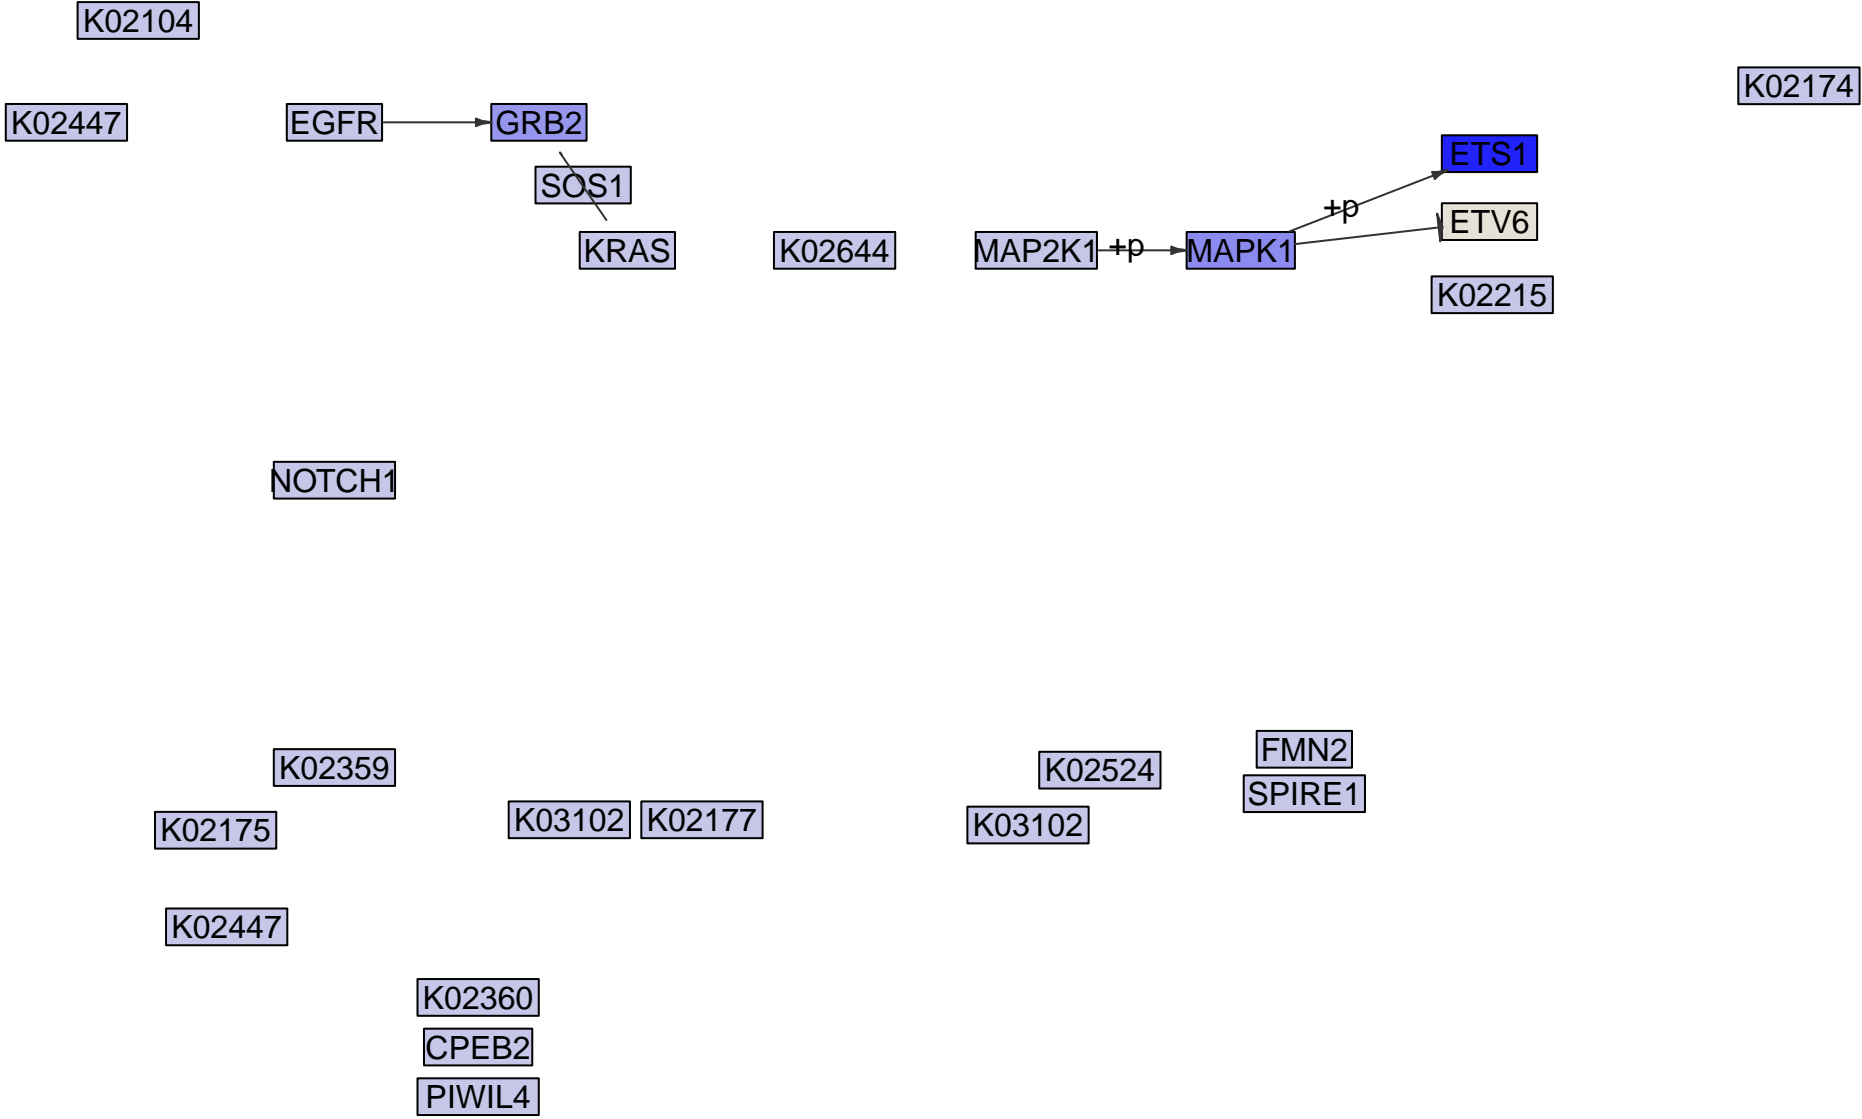 K02104
K02174
K02447
EGFR
GRB2
ETS1
SOS1
+p
ETV6
KRAS
K02644
MAP2K1
+p
MAPK1
K02215
NOTCH1
FMN2
K02359
K02524
SPIRE1
K02175
K03102
K02177
K03102
K02447
K02360
CPEB2
PIWIL4